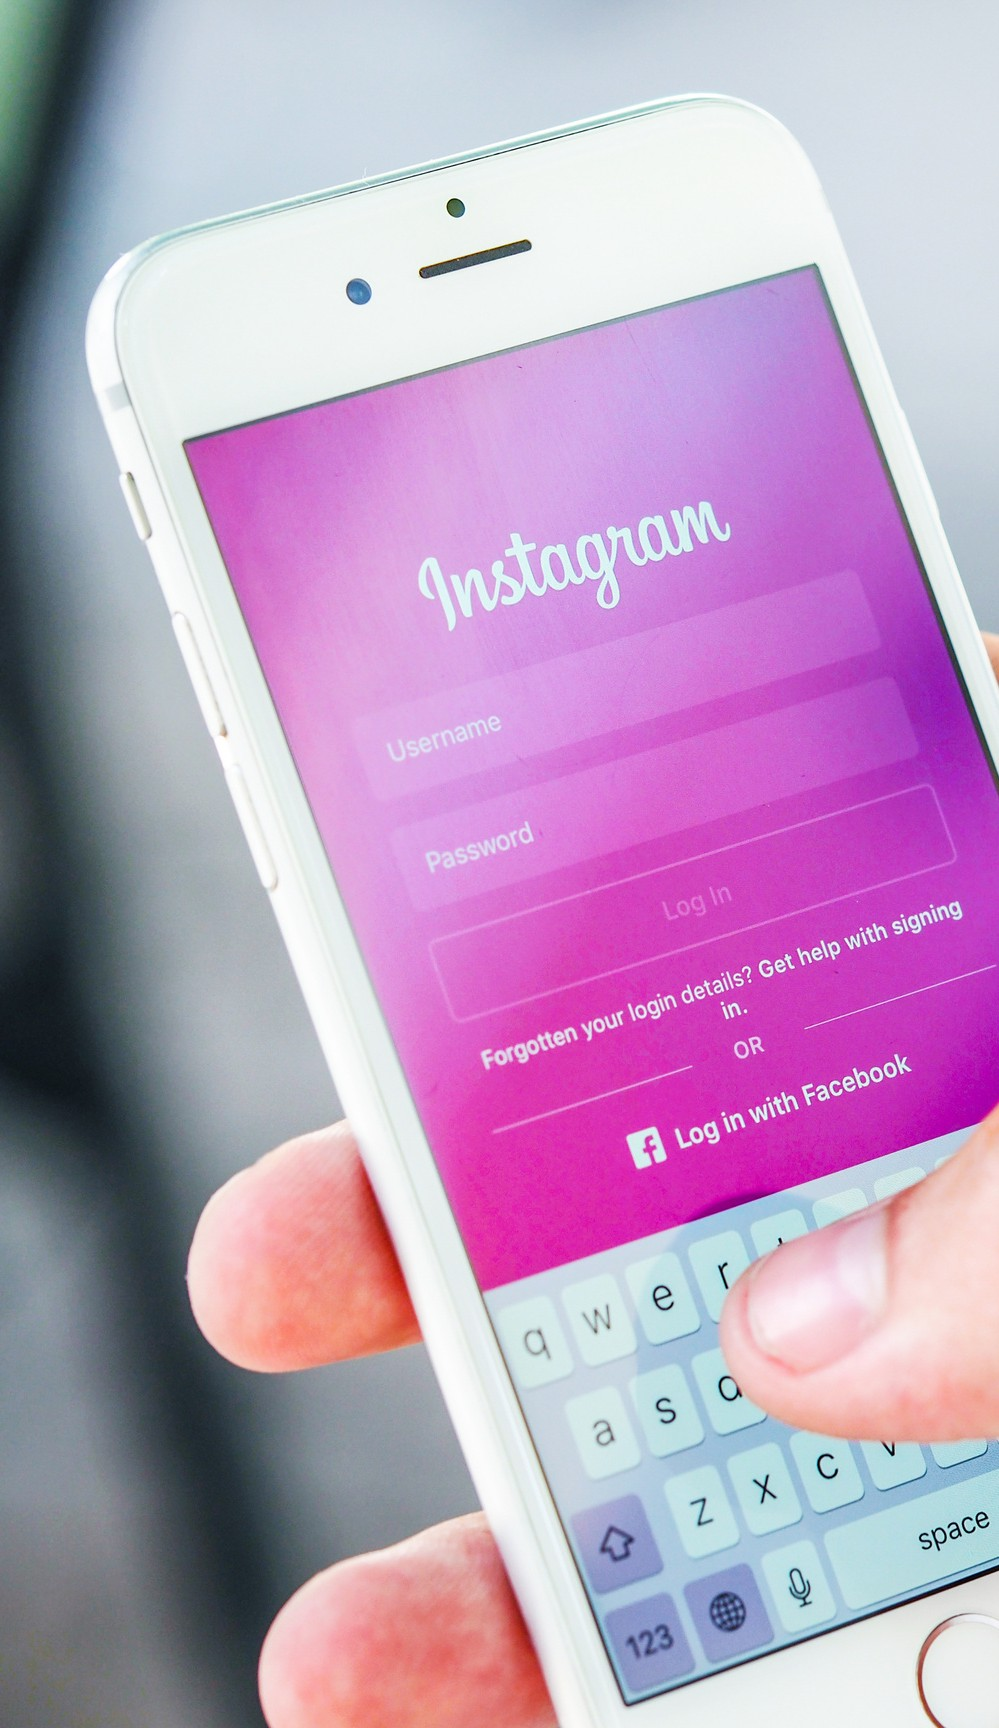 Instagram
Username
Password
Log In
Forgotten your login details? Get help with signing
in.
OR
Log in with Facebook
q w e r
a s d
z x c v
123 space